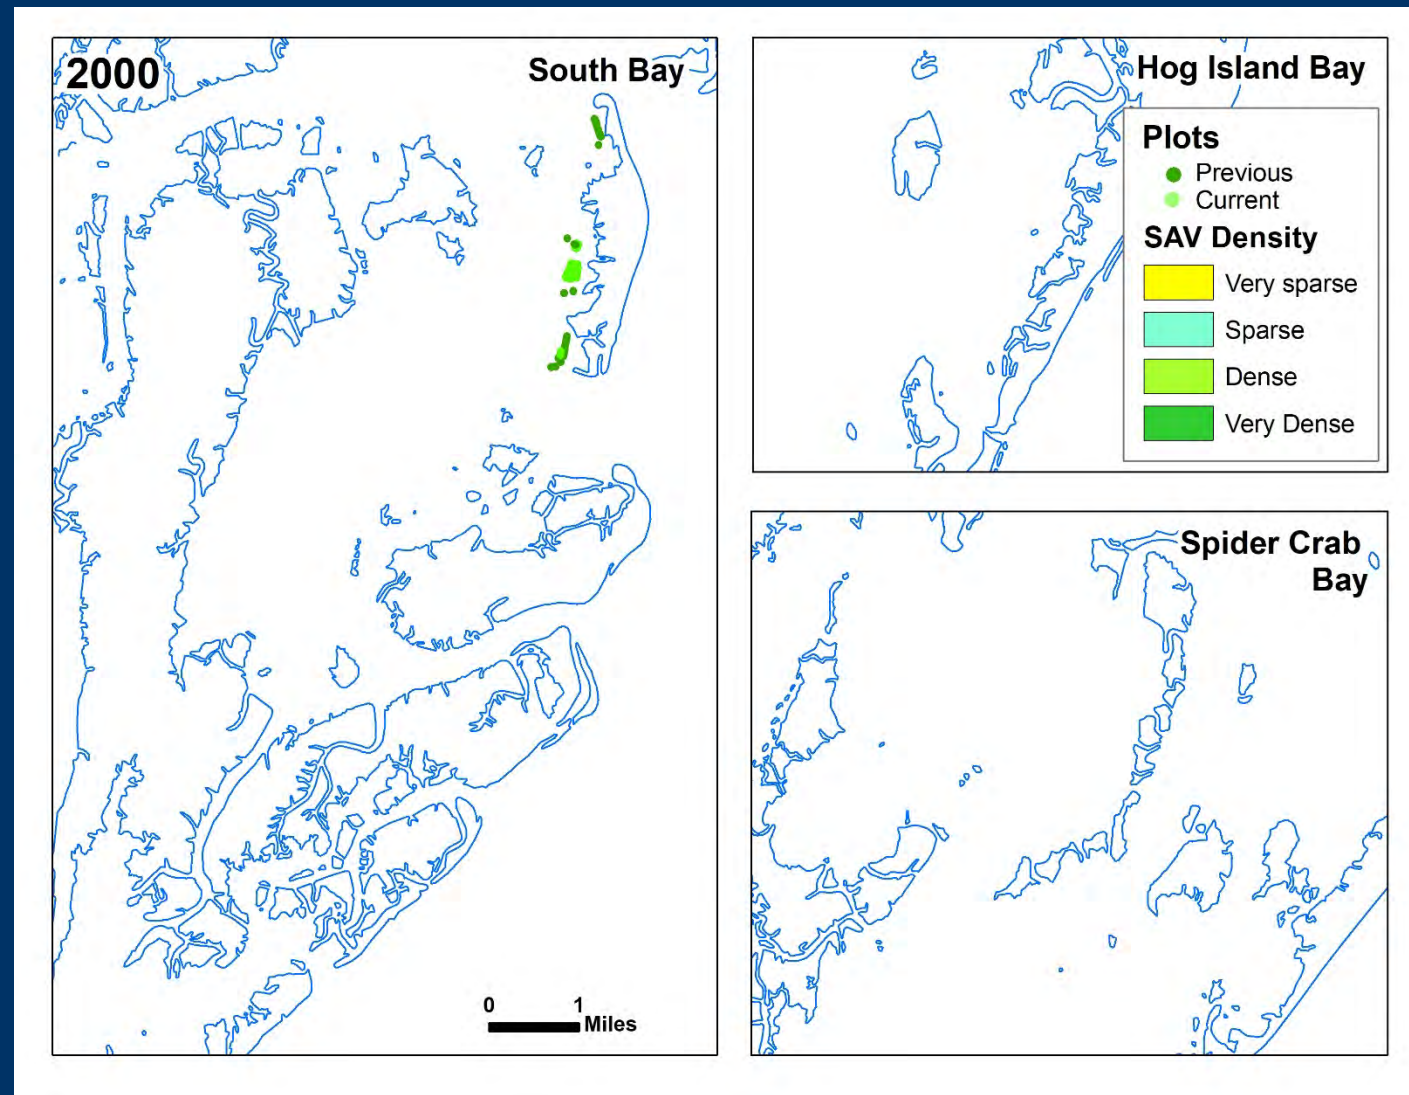 2000
South Bay
0 1
Miles
Hog Island Bay
Plots
Previous
Current
SAV Density
Very sparse
Sparse
Dense
Very Dense
Spider Crab
Bay